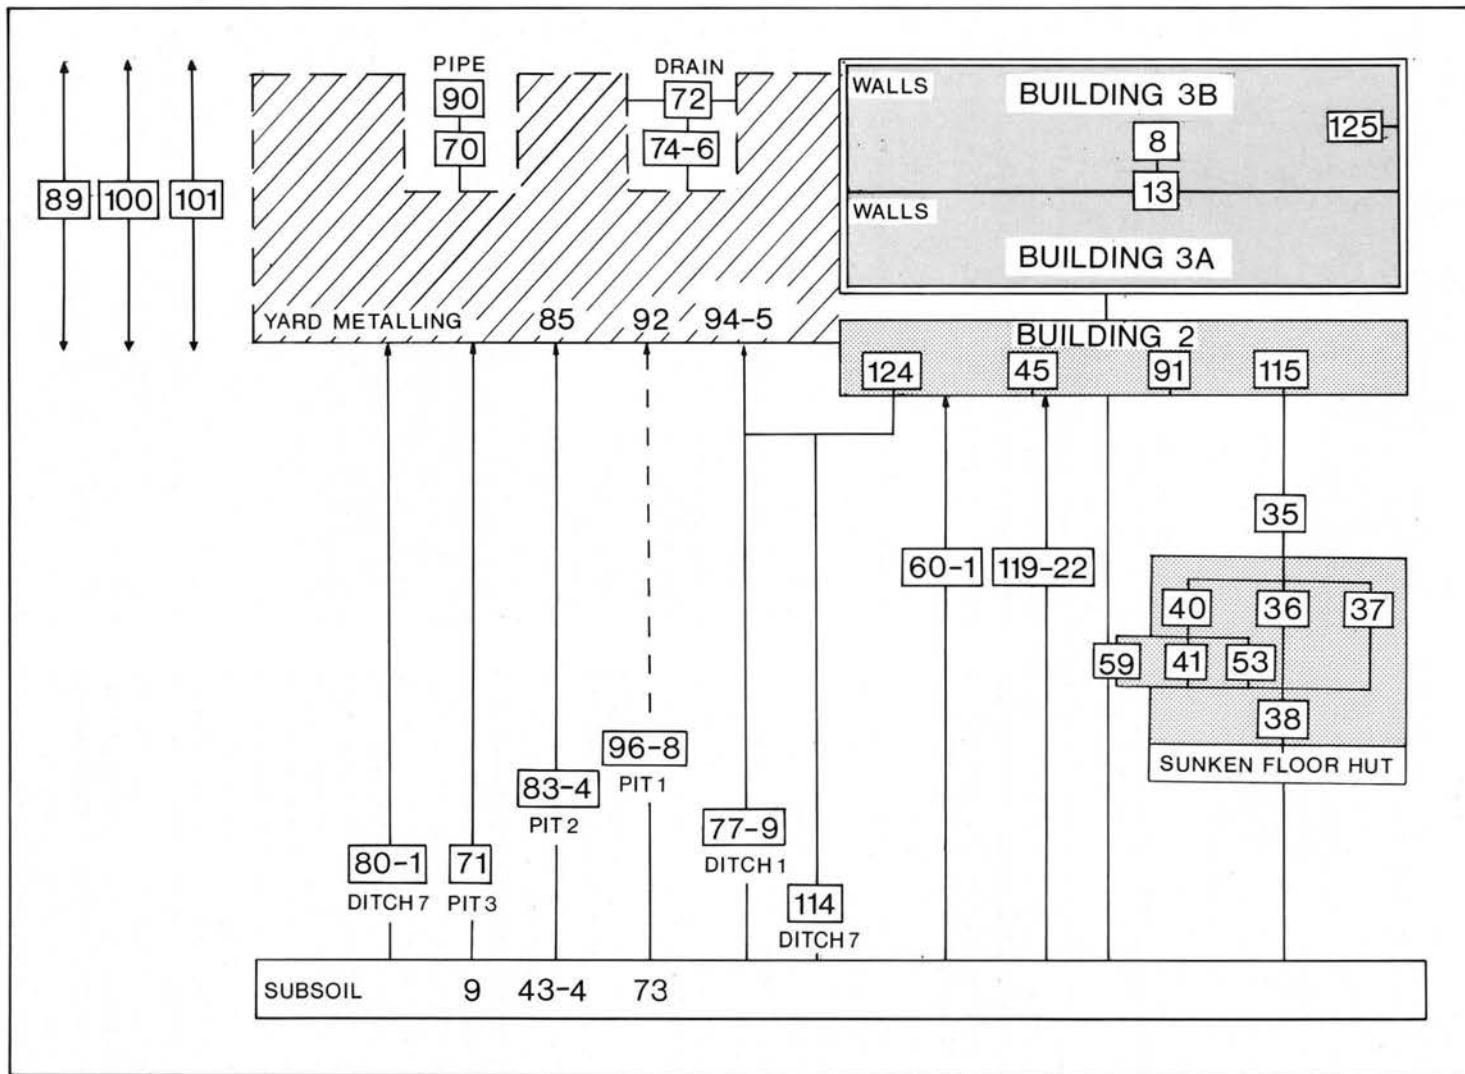 PIPE
DRAIN
90
72
WALLS
BUILDING 3B
125
70
74-6
8
89
100
101
13
WALLS
BUILDING 3A
YARD METALLING
85
92
94-5
BUILDING 2
124
45
91
115
35
60-1
119-22
40
36
37
59
41
53
38
SUNKEN FLOOR HUT
96-8
PIT 1
83-4
PIT 2
77-9
DITCH 1
80-1
DITCH 7
71
PIT 3
114
DITCH 7
SUBSOIL
9
43-4
73